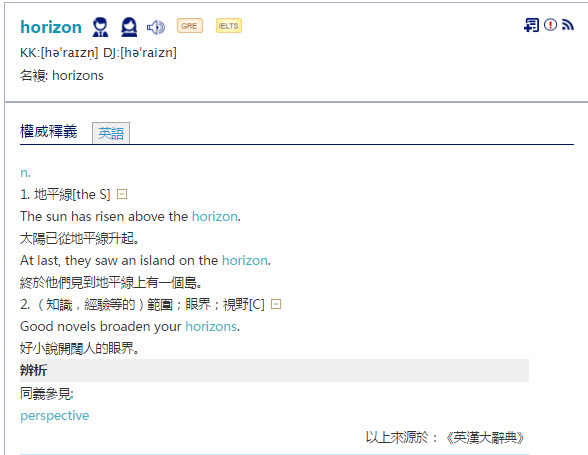 horizon GRE IELTS
KK:[həˈraɪzn̩] DJ:[həˈraizn]
名複: horizons
權威釋義 英語
n.
1. 地平線[the S]
The sun has risen above the horizon.
太陽已從地平線升起。
At last, they saw an island on the horizon.
終於他們見到地平線上有一個島。
2.（知識，經驗等的）範圍；眼界；視野[C]
Good novels broaden your horizons.
好小說開闊人的眼界。
辨析
同義參見:
perspective
以上來源於：《英漢大辭典》